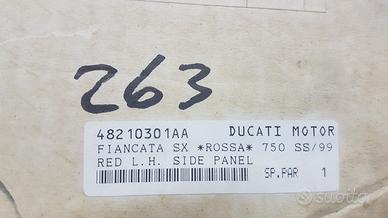 263
48210301AA DUCATI MOTOR
FIANCATA SX *ROSSA* 750 SS/99
RED L.H. SIDE PANEL
SP.PAR 1
subito